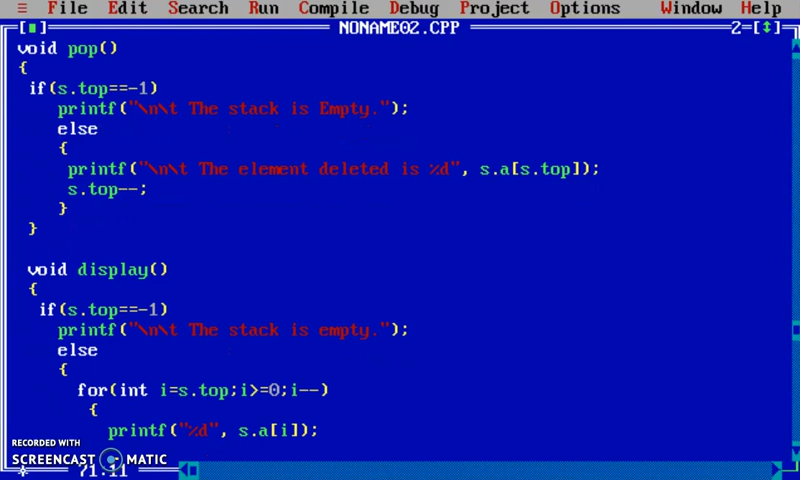 ≡ File Edit Search Run Compile Debug Project Options Window Help
[■] NONAME02.CPP 2=[↕]
void pop()
{
if(s.top==-1)
printf("\n\t The stack is Empty.");
else
{
printf("\n\t The element deleted is %d", s.a[s.top]);
s.top--;
}
}
void display()
{
if(s.top==-1)
printf("\n\t The stack is empty.");
else
{
for(int i=s.top;i>=0;i--)
{
printf("%d", s.a[i]);
RECORDED WITH
SCREENCAST MATIC
71:11